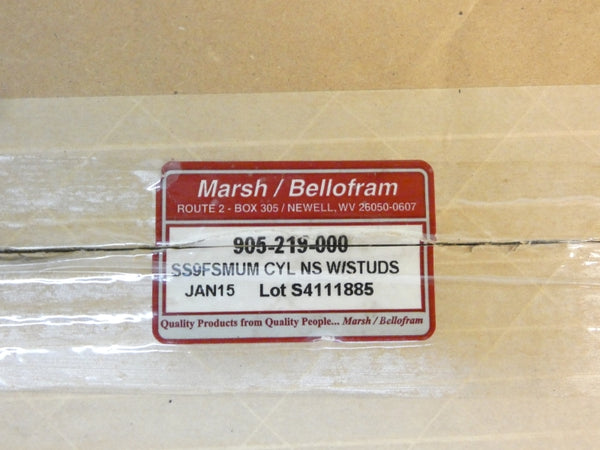 Marsh / Bellofram
ROUTE 2 - BOX 305 / NEWELL, WV 26050-0607
905-219-000
SS9FSMUM CYL NS W/STUDS
JAN15 Lot S4111885
Quality Products from Quality People... Marsh / Bellofram